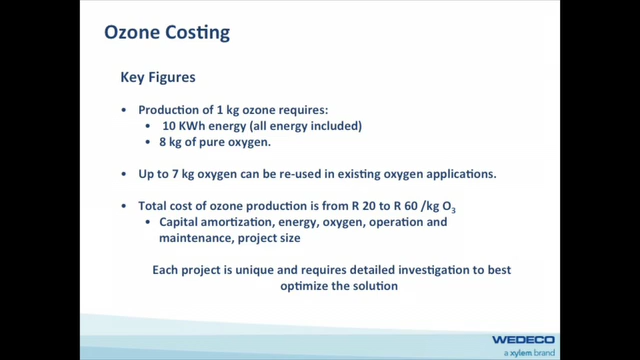 Ozone Costing
Key Figures
• Production of 1 kg ozone requires:
• 10 KWh energy (all energy included)
• 8 kg of pure oxygen.
• Up to 7 kg oxygen can be re-used in existing oxygen applications.
• Total cost of ozone production is from R 20 to R 60 /kg O3
• Capital amortization, energy, oxygen, operation and
maintenance, project size
Each project is unique and requires detailed investigation to best
optimize the solution
WEDECO
a xylem brand